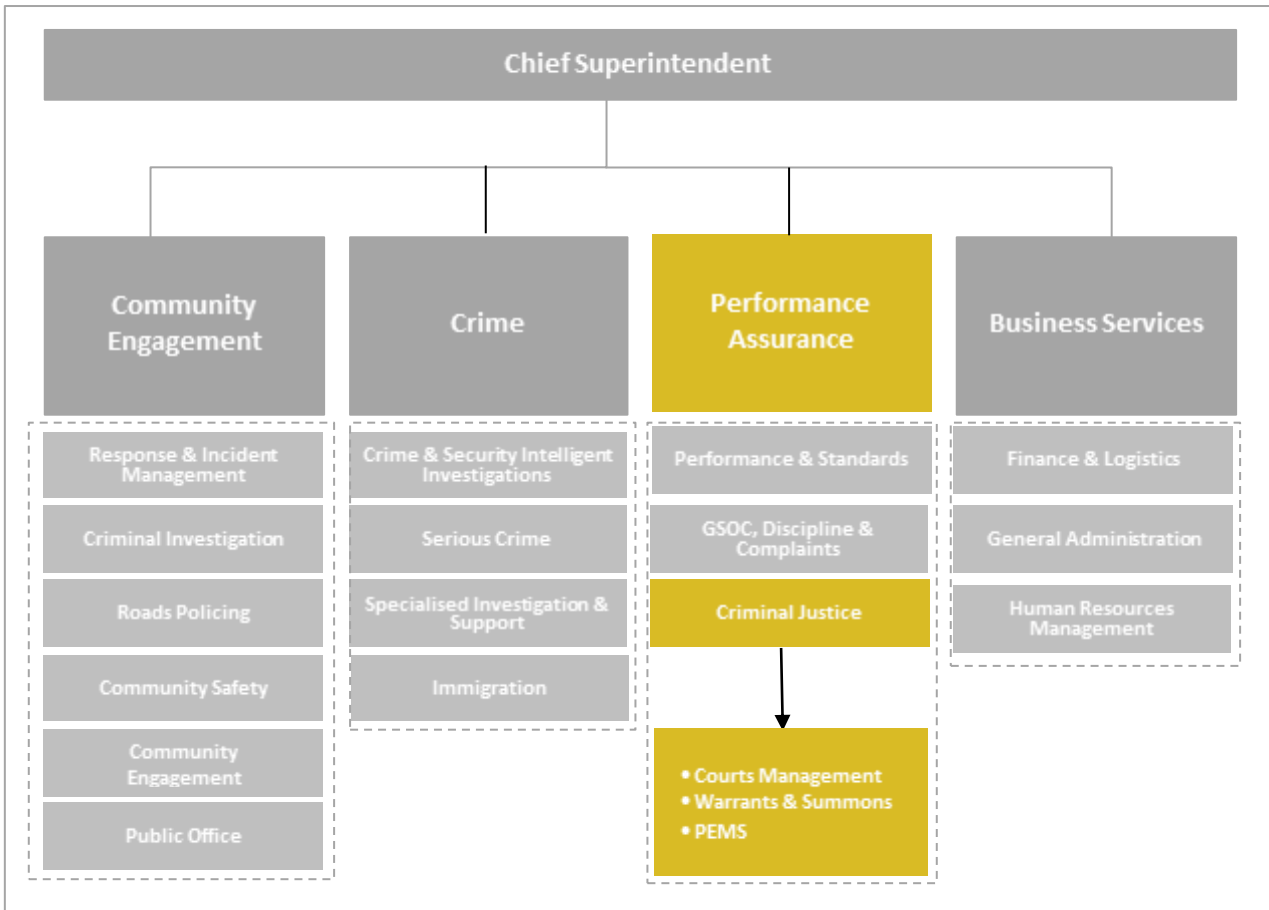 Chief Superintendent
Community
Engagement
Crime
Performance
Assurance
Business Services
Response & Incident
Management
Criminal Investigation
Roads Policing
Community Safety
Community
Engagement
Public Office
Crime & Security Intelligent
Investigations
Serious Crime
Specialised Investigation &
Support
Immigration
Performance & Standards
GSOC, Discipline &
Complaints
Criminal Justice
• Courts Management
• Warrants & Summons
• PEMS
Finance & Logistics
General Administration
Human Resources
Management